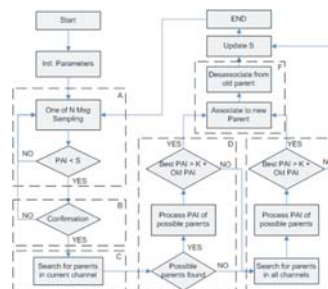 Start
Init. Parameters
A
One of N Msg
Sampling
NO
PAI < S
YES
B
NO
Confirmation
YES
C
Search for parents
in current channel
END
Update S
F
Desassociate from
old parent
Associate to new
Parent
YES
D
Best PAI > K +
Old PAI
NO
Process PAI of
possible parents
YES
Possible
parents found
NO
YES
Best PAI > K +
Old PAI
NO
Process PAI of
possible parents
Search for parents
in all channels